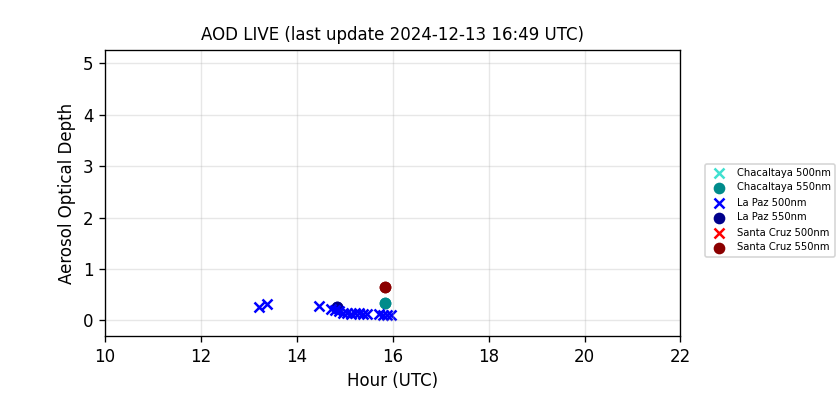 AOD LIVE (last update 2024-12-13 16:49 UTC)
5
4
3
2
1
0
Aerosol Optical Depth
10 12 14 16 18 20 22
Hour (UTC)
Chacaltaya 500nm
Chacaltaya 550nm
La Paz 500nm
La Paz 550nm
Santa Cruz 500nm
Santa Cruz 550nm